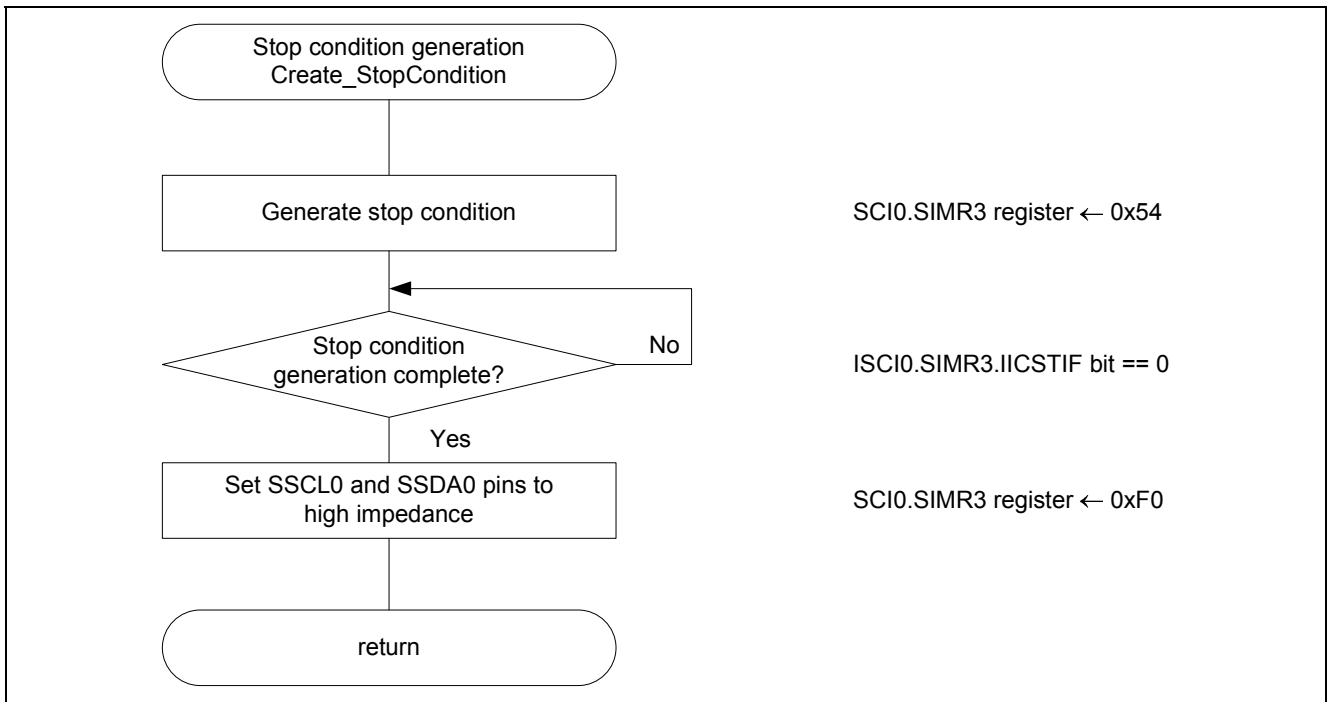 Stop condition generation
Create_StopCondition
Generate stop condition
SCI0.SIMR3 register ← 0x54
Stop condition
generation complete?
No
ISCI0.SIMR3.IICSTIF bit == 0
Yes
Set SSCL0 and SSDA0 pins to
high impedance
SCI0.SIMR3 register ← 0xF0
return